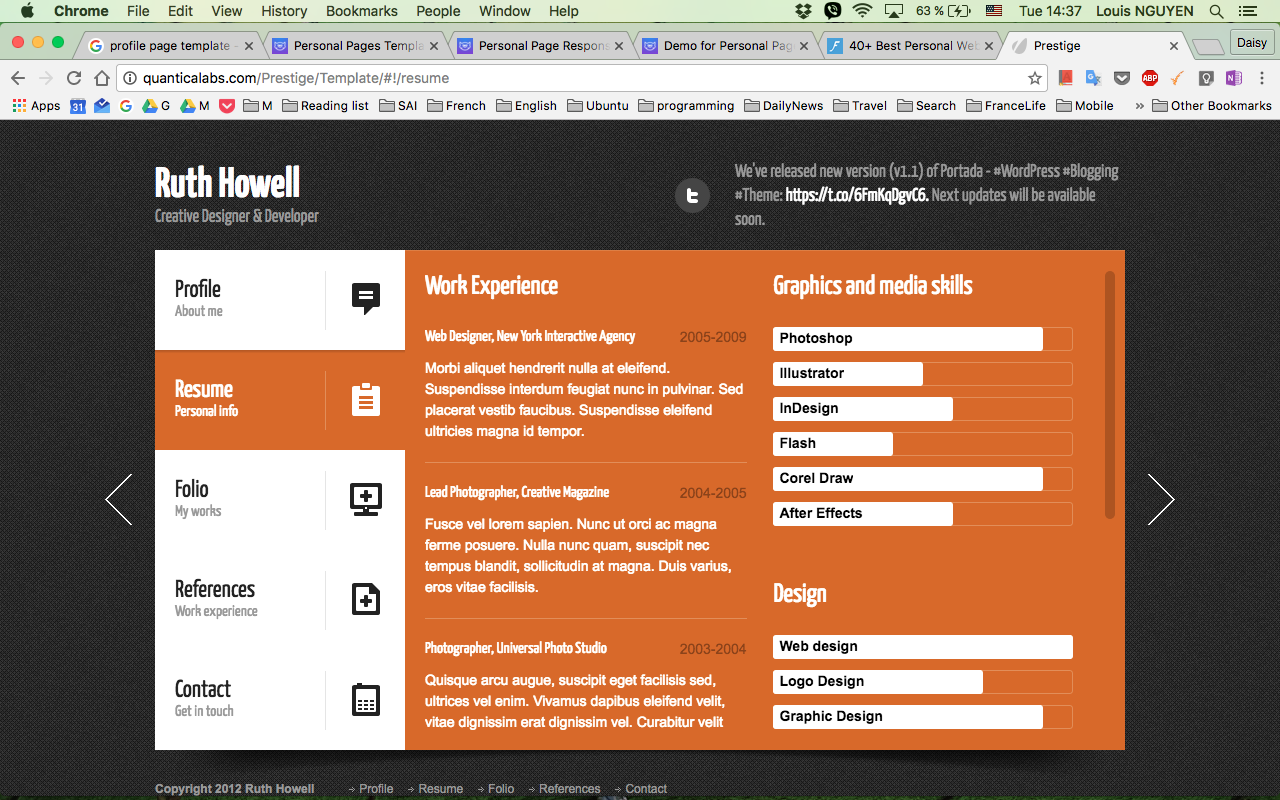 Chrome File Edit View History Bookmarks People Window Help 63 % Tue 14:37 Louis NGUYEN
profile page template - Personal Pages Templa Personal Page Respons Demo for Personal Pag 40+ Best Personal Web Prestige Daisy
quanticalabs.com/Prestige/Template/#!/resume
Apps 31 G M M Reading list SAI French English Ubuntu programming DailyNews Travel Search FranceLife Mobile » Other Bookmarks
Ruth Howell
Creative Designer & Developer
We've released new version (v1.1) of Portada - #WordPress #Blogging
#Theme: https://t.co/6FmKqDgvC6. Next updates will be available
soon.
Profile
About me
Resume
Personal info
Folio
My works
References
Work experience
Contact
Get in touch
Work Experience
Web Designer, New York Interactive Agency 2005-2009
Morbi aliquet hendrerit nulla at eleifend.
Suspendisse interdum feugiat nunc in pulvinar. Sed
placerat vestib faucibus. Suspendisse eleifend
ultricies magna id tempor.
Lead Photographer, Creative Magazine 2004-2005
Fusce vel lorem sapien. Nunc ut orci ac magna
ferme posuere. Nulla nunc quam, suscipit nec
tempus blandit, sollicitudin at magna. Duis varius,
eros vitae facilisis.
Photographer, Universal Photo Studio 2003-2004
Quisque arcu augue, suscipit eget facilisis sed,
ultrices vel enim. Vivamus dapibus eleifend velit,
vitae dignissim erat dignissim vel. Curabitur velit
Graphics and media skills
Photoshop
Illustrator
InDesign
Flash
Corel Draw
After Effects
Design
Web design
Logo Design
Graphic Design
Copyright 2012 Ruth Howell Profile Resume Folio References Contact